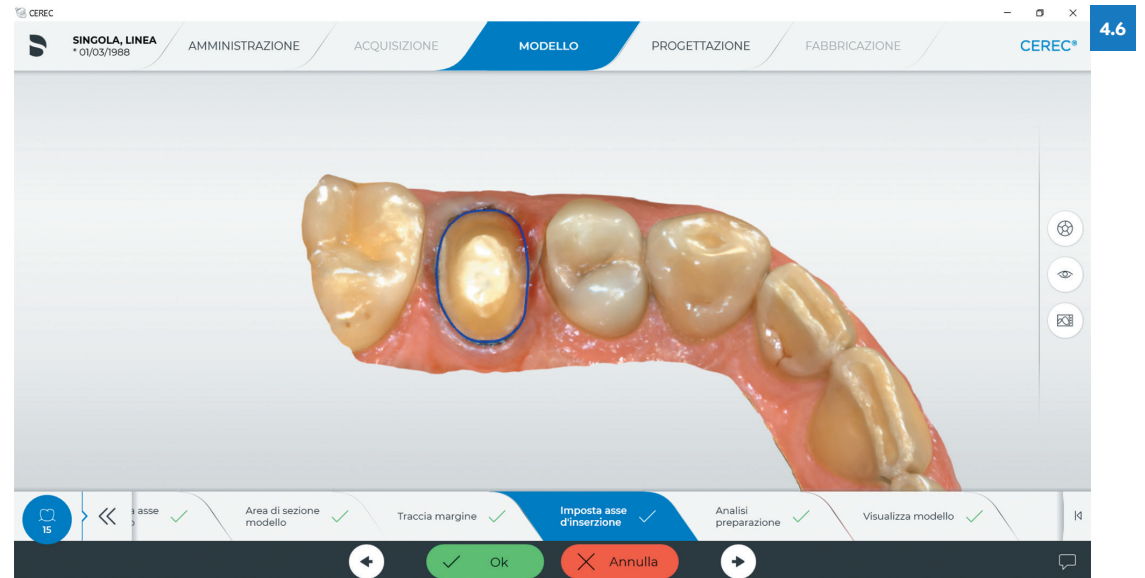 CEREC
4.6
SINGOLA, LINEA
* 01/03/1988
AMMINISTRAZIONE
ACQUISIZIONE
MODELLO
PROGETTAZIONE
FABBRICAZIONE
CEREC®
15
a asse
Area di sezione
modello
Traccia margine
Imposta asse
d'inserzione
Analisi
preparazione
Visualizza modello
Ok
Annulla